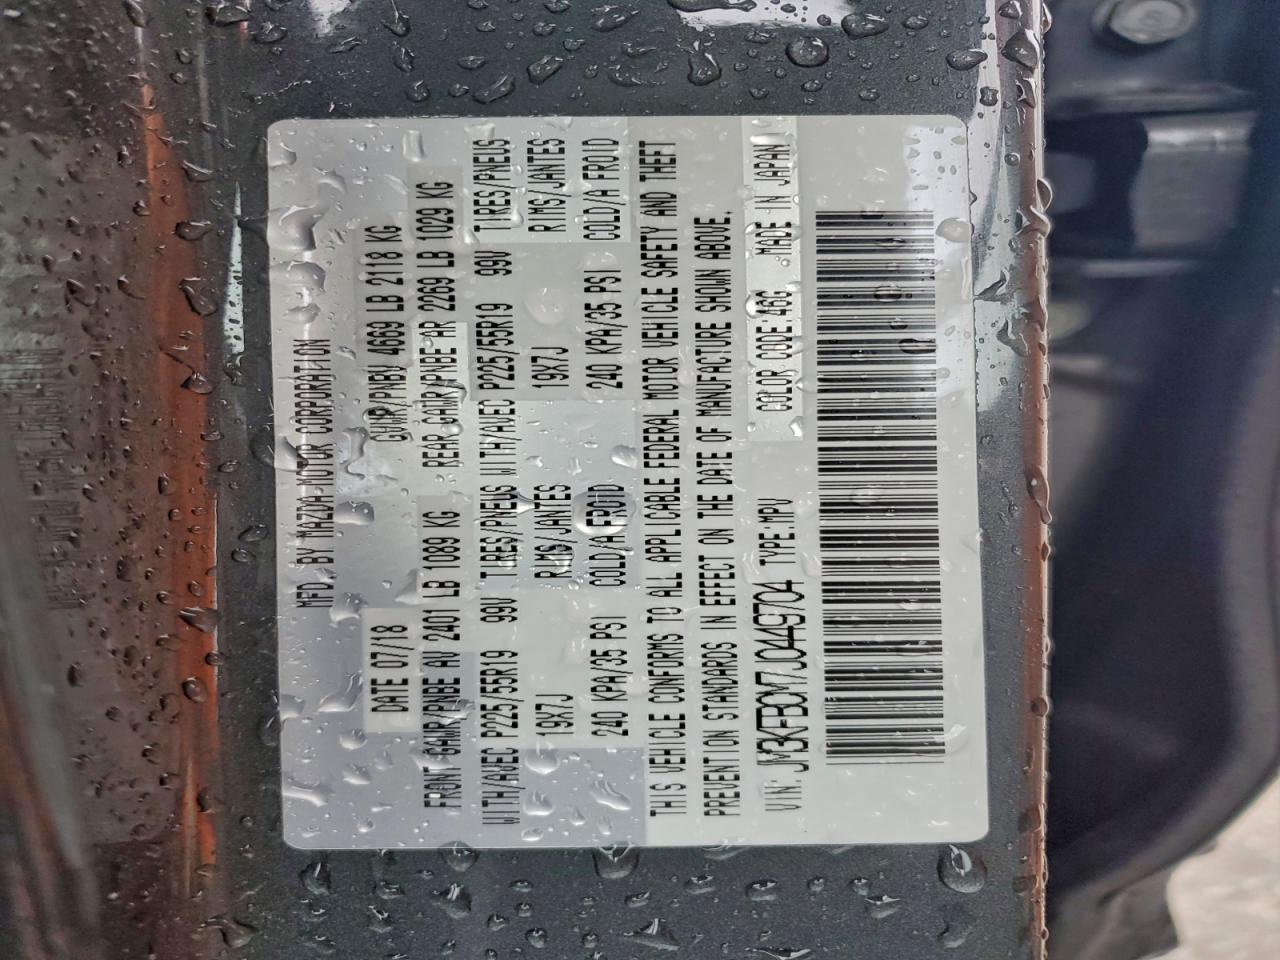 MFD. BY MAZDA MOTOR CORPORATION
DATE 07/18 GVWR/PNBV 4669 LB 2118 KG
FRONT GAWR/PNBE AV 2401 LB 1089 KG REAR GAWR/PNBE AR 2269 LB 1029 KG
WITH/AVEC P225/55R19 99V TIRES/PNEUS WITH/AVEC P225/55R19 99V TIRES/PNEUS
19X7J RIMS/JANTES 19X7J RIMS/JANTES
240 KPA/35 PSI COLD/A FROID 240 KPA/35 PSI COLD/A FROID
THIS VEHICLE CONFORMS TO ALL APPLICABLE FEDERAL MOTOR VEHICLE SAFETY AND THEFT
PREVENTION STANDARDS IN EFFECT ON THE DATE OF MANUFACTURE SHOWN ABOVE.
VIN: JM3KFBCM7J0449704 TYPE:MPV COLOR CODE:46G MADE IN JAPAN